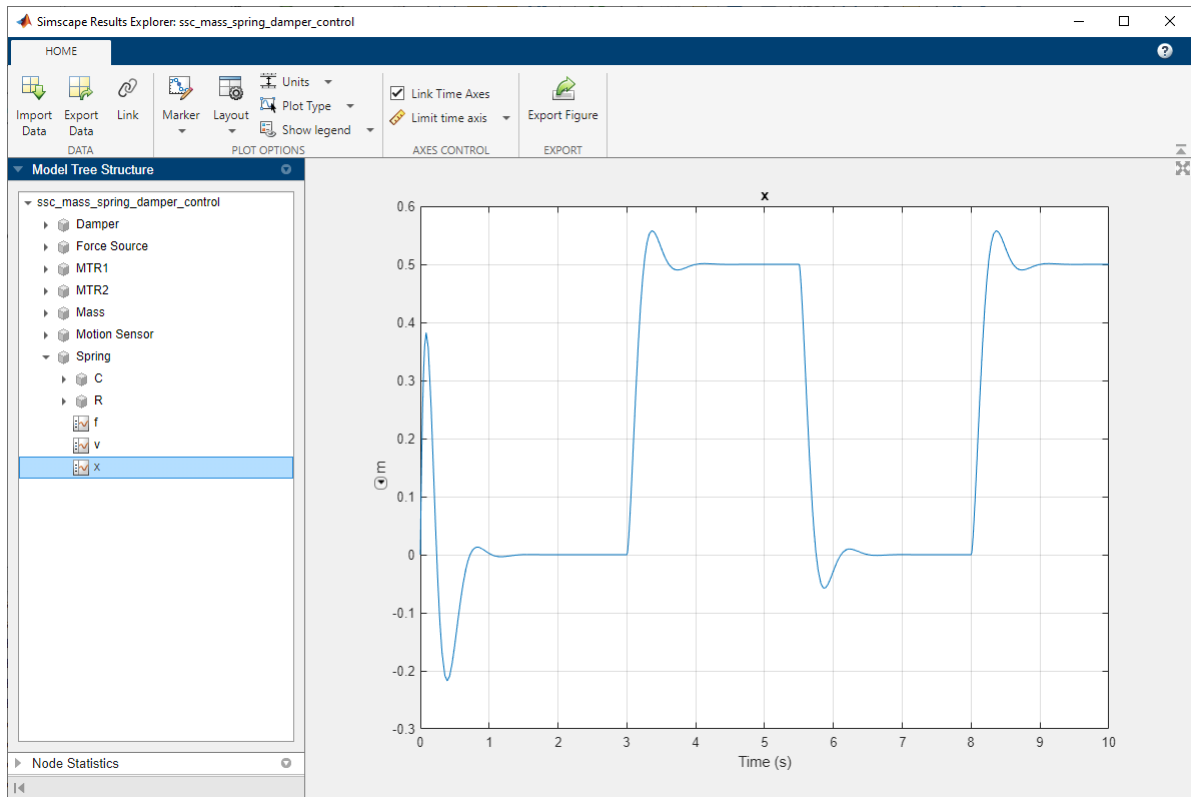 Simscape Results Explorer: ssc_mass_spring_damper_control
HOME
Import Data
Export Data
Link
DATA
Marker
Layout
Units
Plot Type
Show legend
PLOT OPTIONS
Link Time Axes
Limit time axis
AXES CONTROL
Export Figure
EXPORT
Model Tree Structure
ssc_mass_spring_damper_control
Damper
Force Source
MTR1
MTR2
Mass
Motion Sensor
Spring
C
R
f
v
x
Node Statistics
x
0.6
0.5
0.4
0.3
0.2
0.1
0
-0.1
-0.2
-0.3
m
0 1 2 3 4 5 6 7 8 9 10
Time (s)